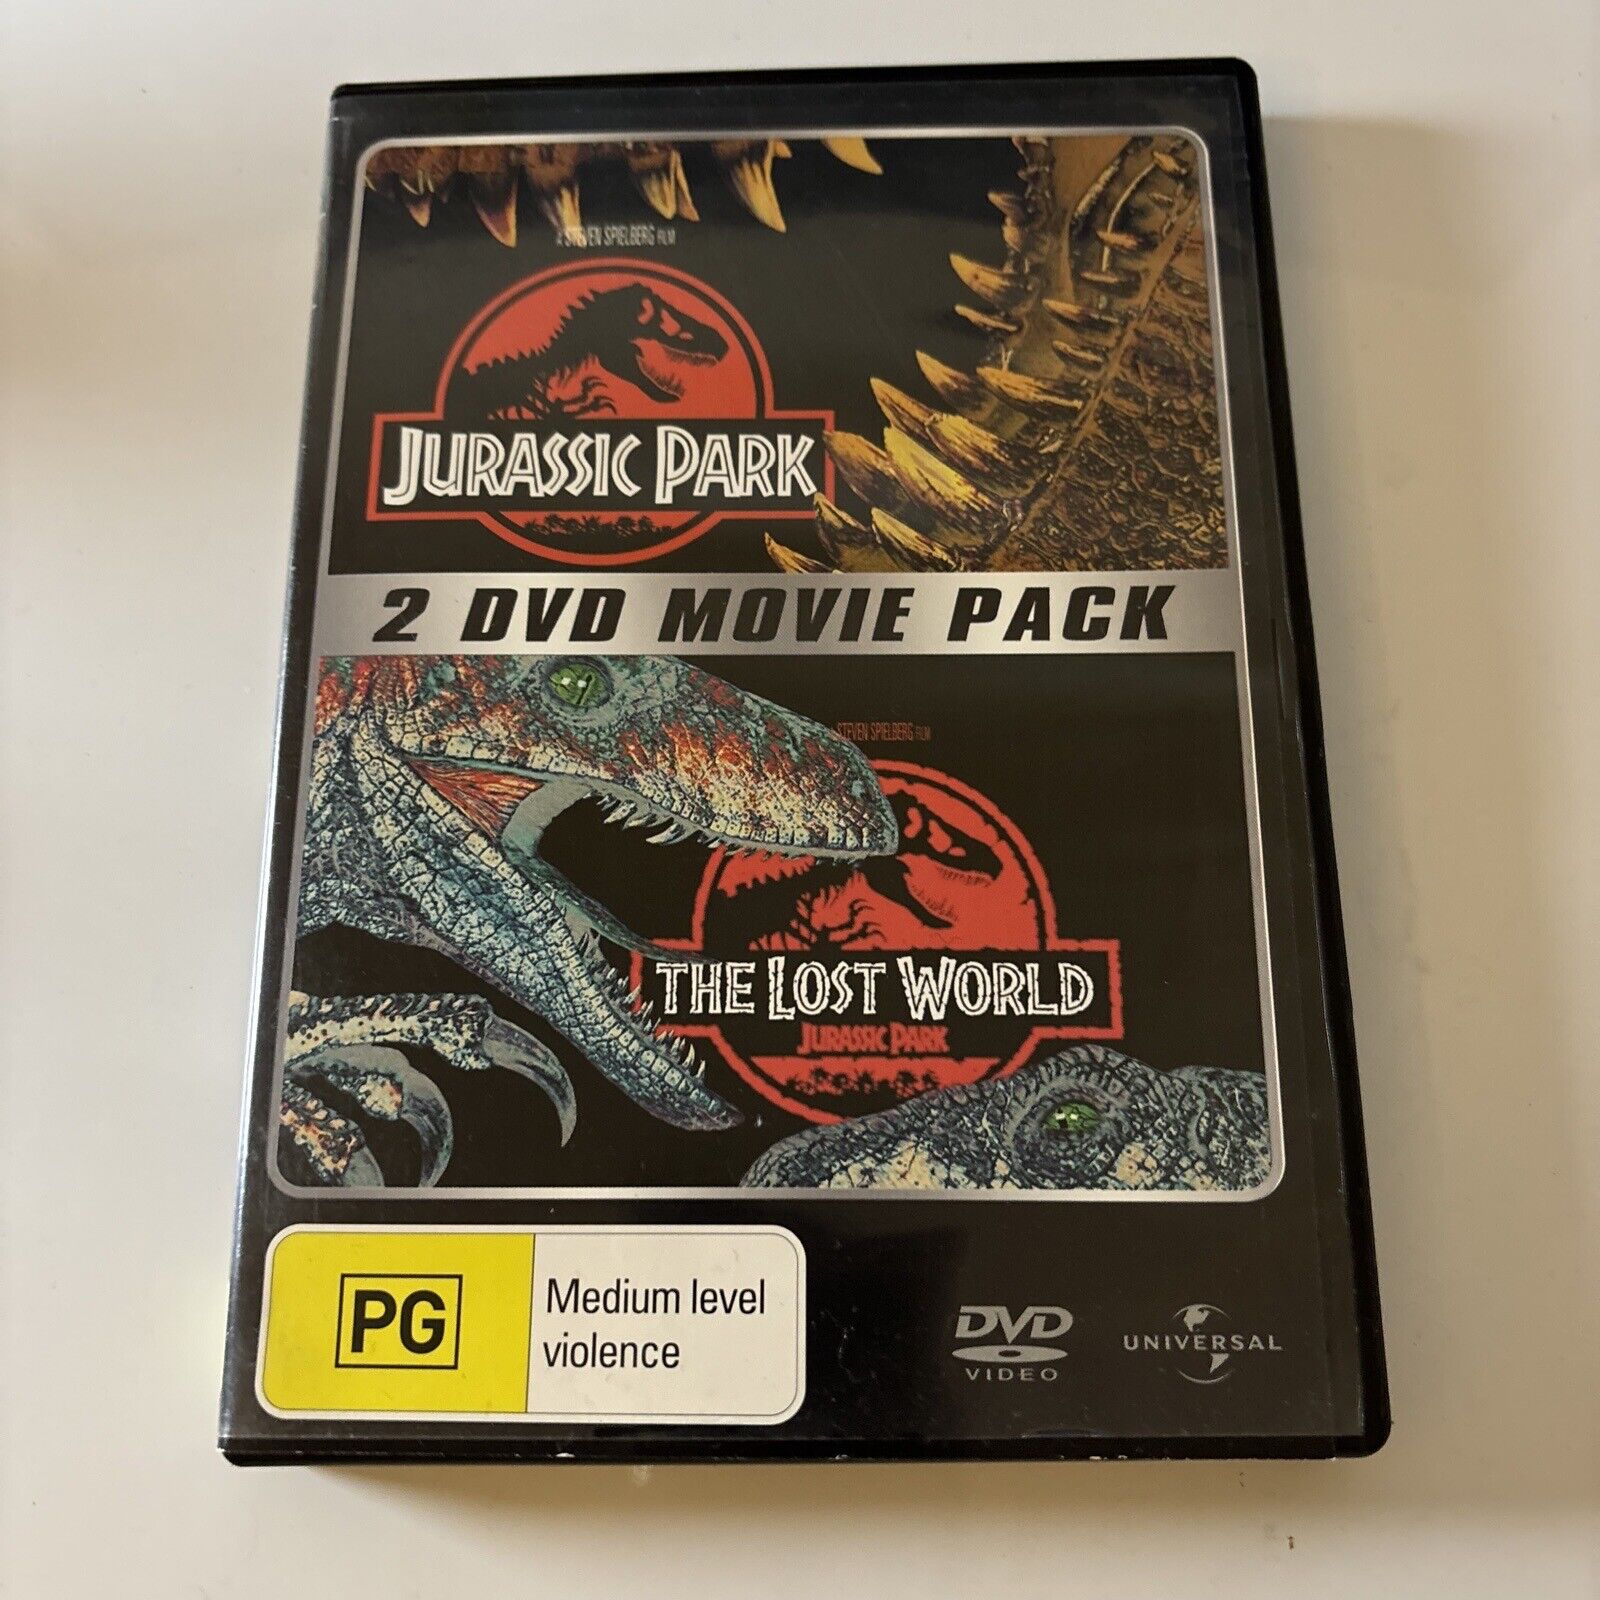 A STEVEN SPIELBERG FILM
JURASSIC PARK
2 DVD MOVIE PACK
STEVEN SPIELBERG FILM
THE LOST WORLD
JURASSIC PARK
PG
Medium level
violence
DVD
VIDEO
UNIVERSAL